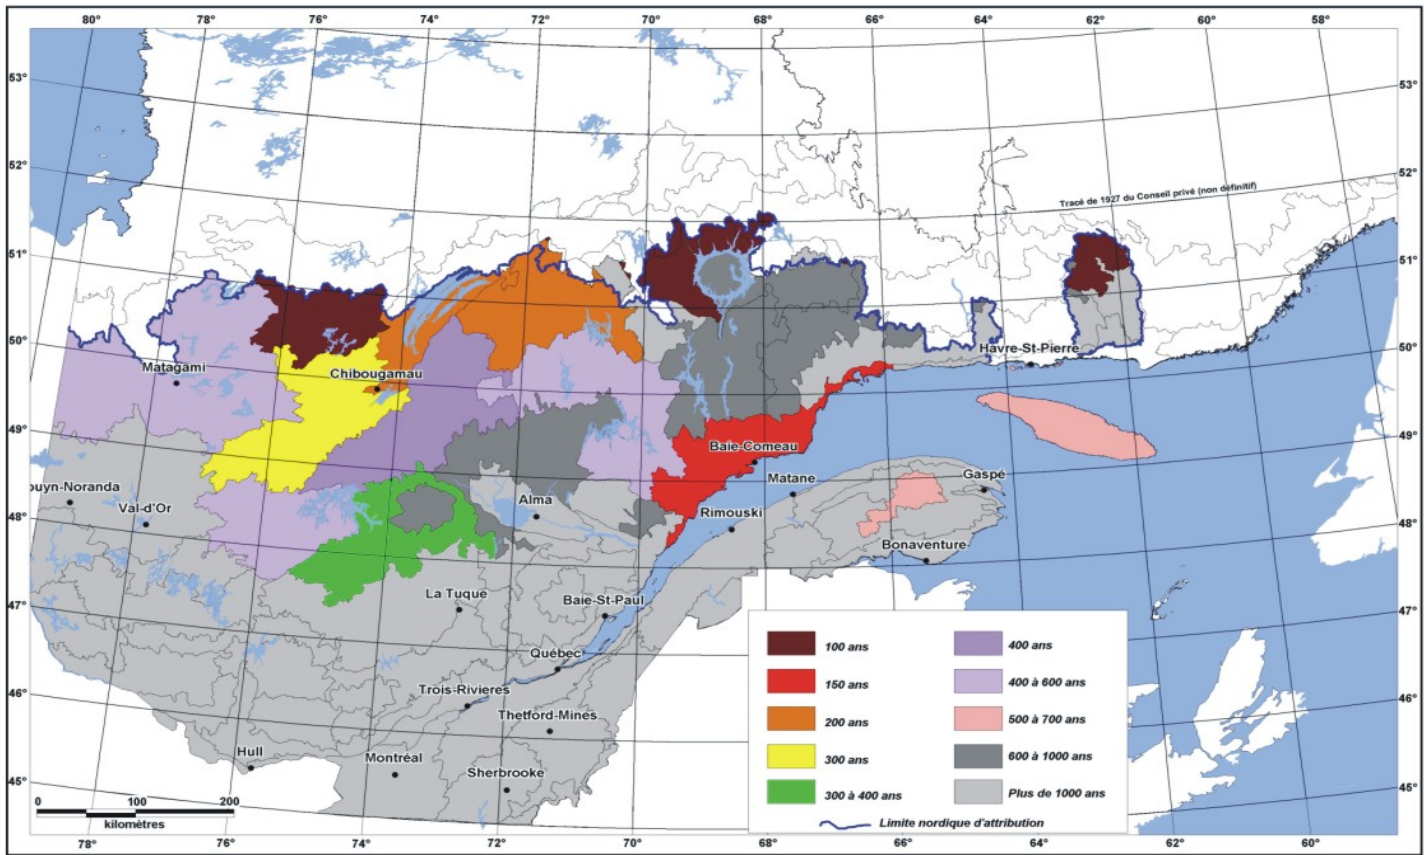 80° 78° 76° 74° 72° 70° 68° 66° 64° 62° 60° 58°
53° 53°
52° 52°
Tracé de 1927 du Conseil privé (non définitif)
51° 51°
50° 50°
Havre-St-Pierre
Matagami
Chibougamau
49° 49°
Baie-Comeau
Matane
Gaspé
ouyn-Noranda
Alma
Val-d'Or
Rimouski
48° 48°
Bonaventure
La Tuque
Baie-St-Paul
47° 47°
Québec
Trois-Rivieres
46° 46°
Thetford-Mines
Hull
Montréal
Sherbrooke
45° 45°
100 ans
400 ans
150 ans
400 à 600 ans
200 ans
500 à 700 ans
300 ans
600 à 1000 ans
300 à 400 ans
Plus de 1000 ans
Limite nordique d'attribution
0 100 200
kilomètres
78° 76° 74° 72° 70° 68° 66° 64° 62° 60°